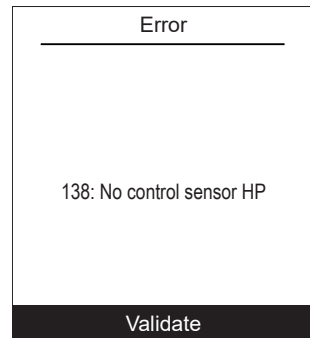 Error
138: No control sensor HP
Validate